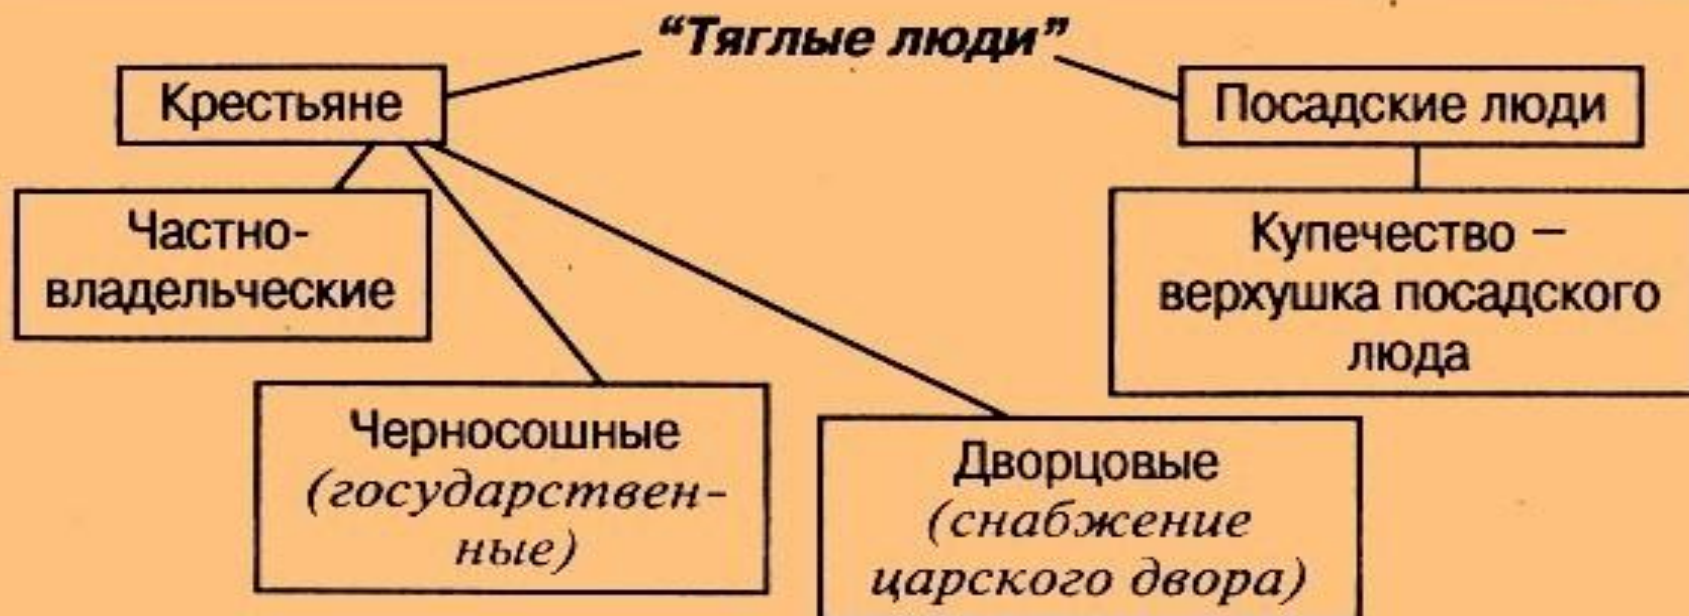 “Тяглые люди”
Крестьяне
Посадские люди
Частно-
владельческие
Купечество —
верхушка посадского
люда
Черносошные
(государствен-
ные)
Дворцовые
(снабжение
царского двора)